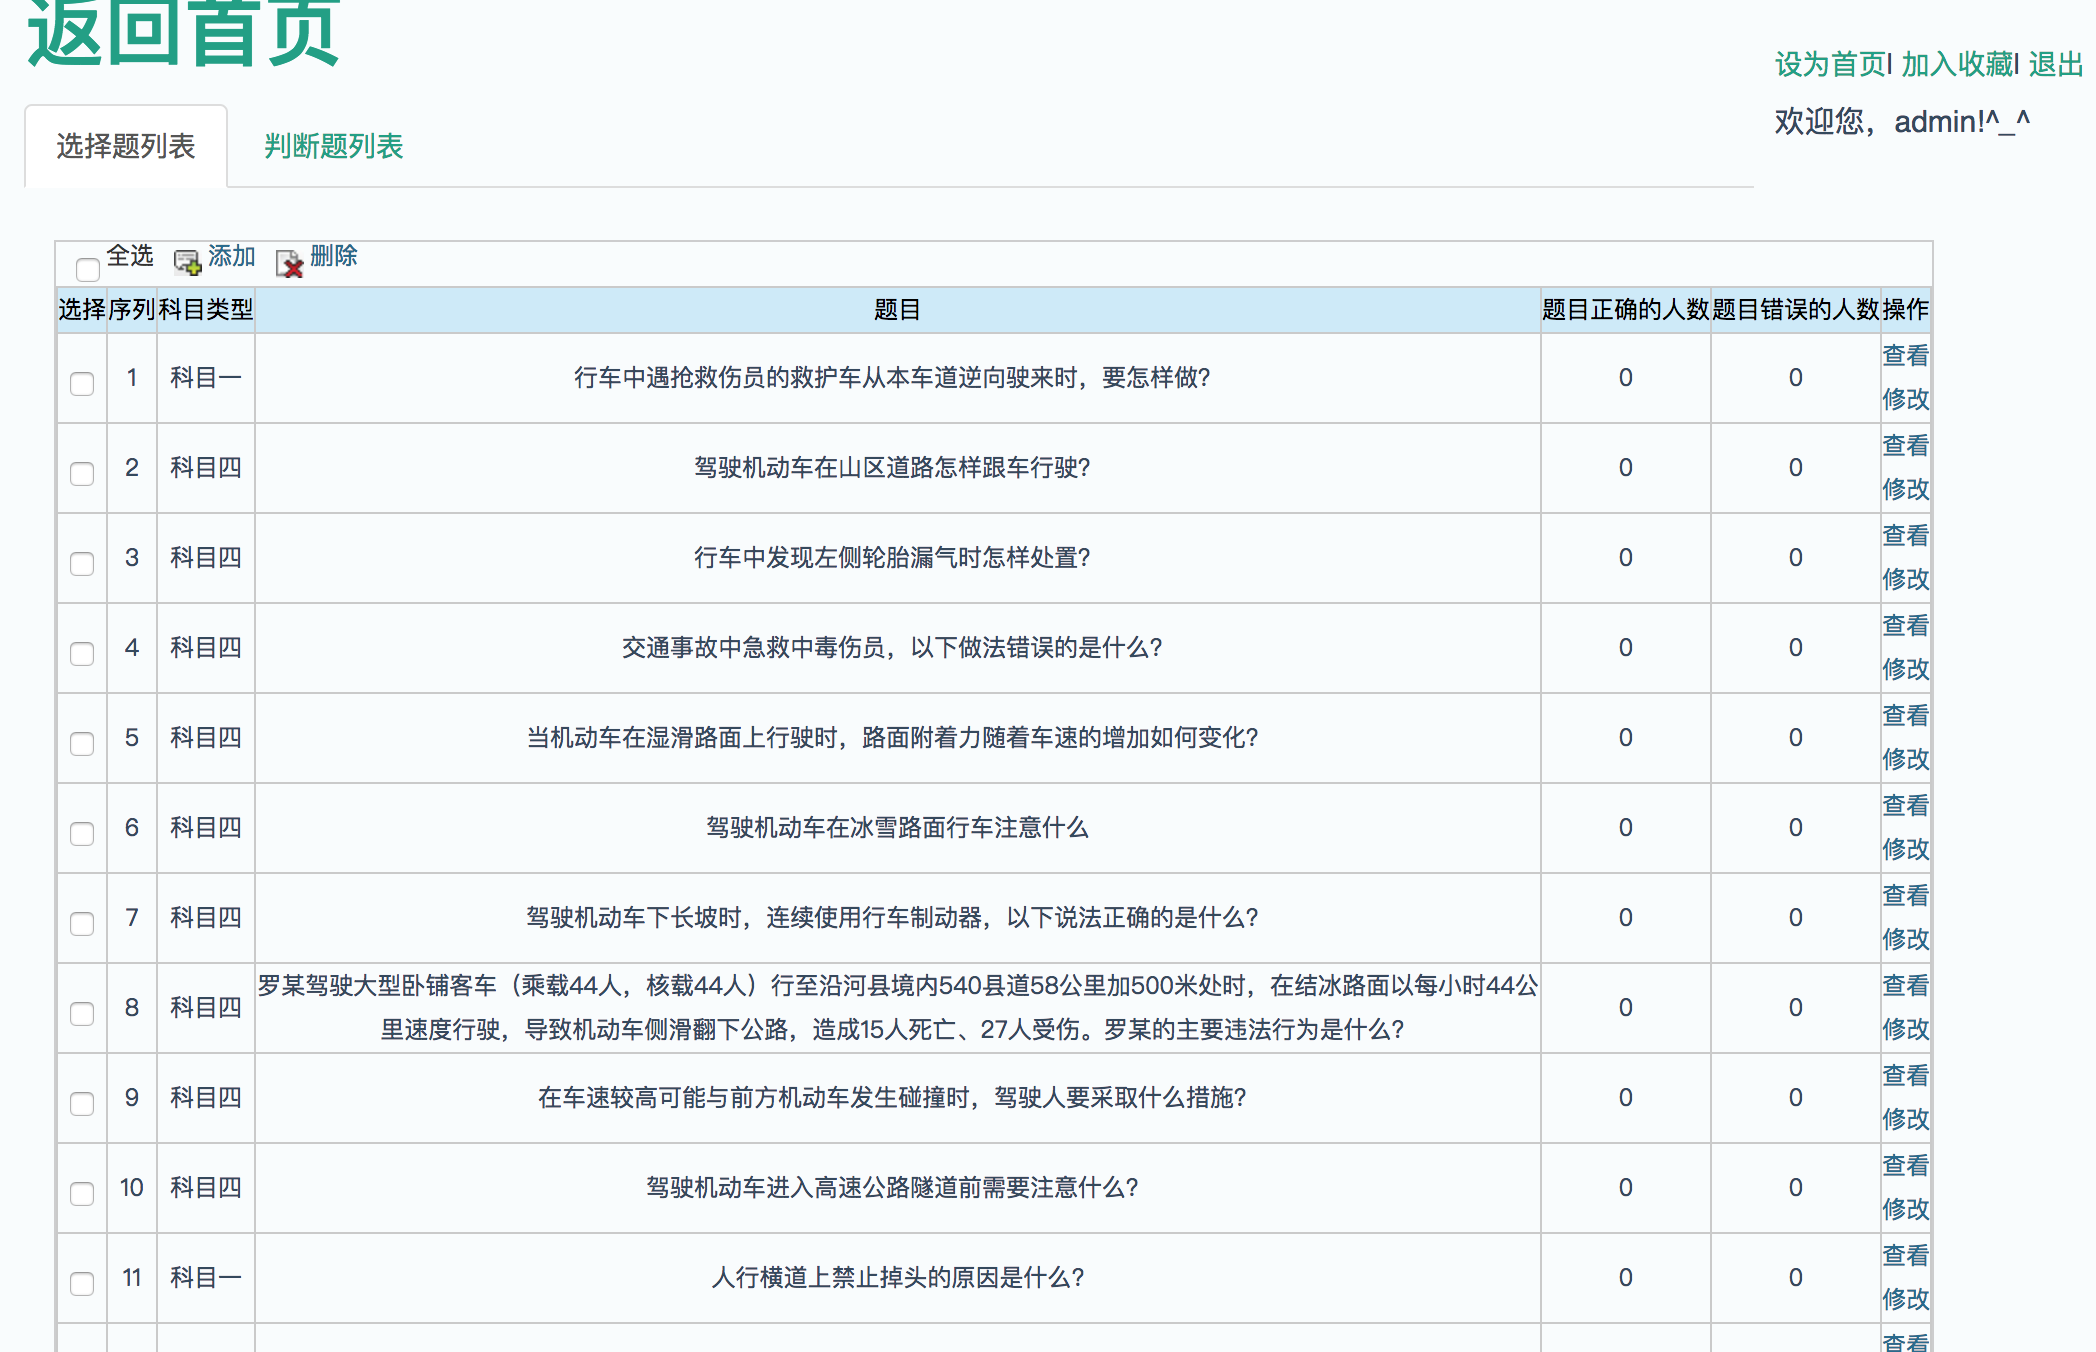 返回首页
设为首页| 加入收藏| 退出
欢迎您，admin!^_^
选择题列表 判断题列表
全选 添加 删除
选择 序列 科目类型 题目 题目正确的人数 题目错误的人数 操作
1 科目一 行车中遇抢救伤员的救护车从本车道逆向驶来时，要怎样做? 0 0 查看 修改
2 科目四 驾驶机动车在山区道路怎样跟车行驶? 0 0 查看 修改
3 科目四 行车中发现左侧轮胎漏气时怎样处置? 0 0 查看 修改
4 科目四 交通事故中急救中毒伤员，以下做法错误的是什么? 0 0 查看 修改
5 科目四 当机动车在湿滑路面上行驶时，路面附着力随着车速的增加如何变化? 0 0 查看 修改
6 科目四 驾驶机动车在冰雪路面行车注意什么 0 0 查看 修改
7 科目四 驾驶机动车下长坡时，连续使用行车制动器，以下说法正确的是什么? 0 0 查看 修改
8 科目四 罗某驾驶大型卧铺客车（乘载44人，核载44人）行至沿河县境内540县道58公里加500米处时，在结冰路面以每小时44公
里速度行驶，导致机动车侧滑翻下公路，造成15人死亡、27人受伤。罗某的主要违法行为是什么? 0 0 查看 修改
9 科目四 在车速较高可能与前方机动车发生碰撞时，驾驶人要采取什么措施? 0 0 查看 修改
10 科目四 驾驶机动车进入高速公路隧道前需要注意什么? 0 0 查看 修改
11 科目一 人行横道上禁止掉头的原因是什么? 0 0 查看 修改
查看